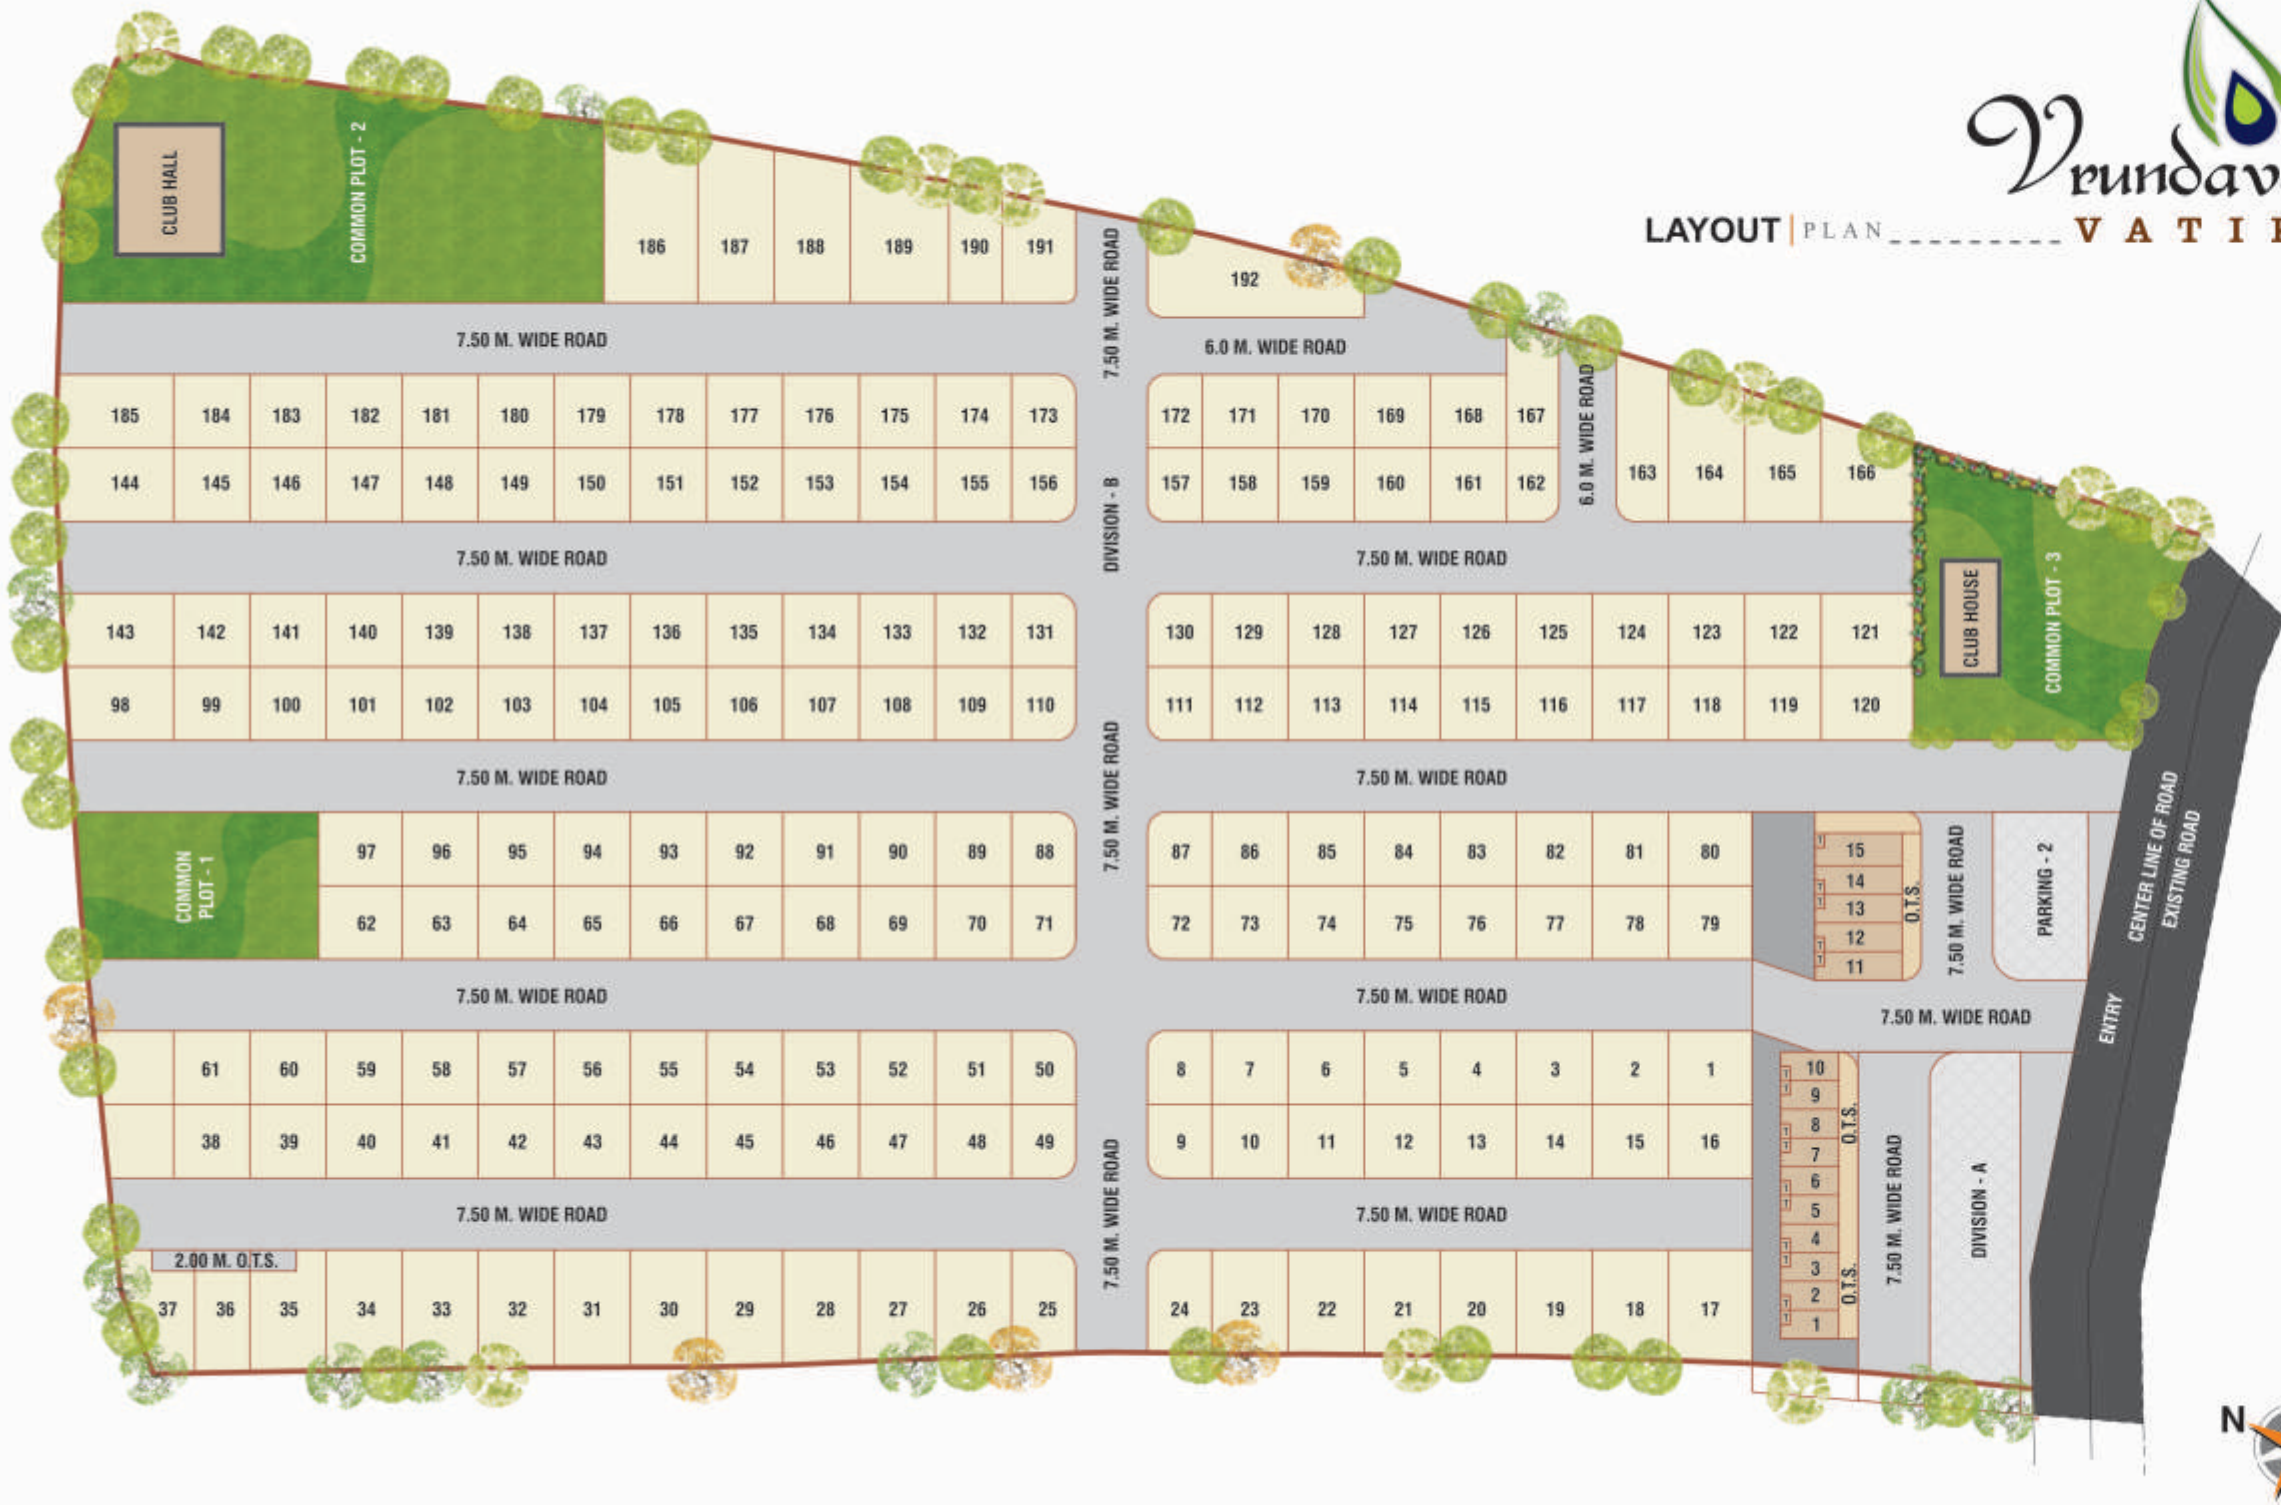 Vrundav
LAYOUT | PLAN
V A T I
CLUB HALL
COMMON PLOT - 2
186 187 188 189 190 191
7.50 M. WIDE ROAD
192
7.50 M. WIDE ROAD
6.0 M. WIDE ROAD
6.0 M. WIDE ROAD
185 184 183 182 181 180 179 178 177 176 175 174 173
172 171 170 169 168 167
144 145 146 147 148 149 150 151 152 153 154 155 156
157 158 159 160 161 162
163 164 165 166
DIVISION - B
7.50 M. WIDE ROAD
7.50 M. WIDE ROAD
CLUB HOUSE
COMMON PLOT - 3
143 142 141 140 139 138 137 136 135 134 133 132 131
130 129 128 127 126 125 124 123 122 121
98 99 100 101 102 103 104 105 106 107 108 109 110
111 112 113 114 115 116 117 118 119 120
7.50 M. WIDE ROAD
7.50 M. WIDE ROAD
7.50 M. WIDE ROAD
COMMON
PLOT - 1
97 96 95 94 93 92 91 90 89 88
87 86 85 84 83 82 81 80
62 63 64 65 66 67 68 69 70 71
72 73 74 75 76 77 78 79
15
14
13
12
11
O.T.S.
7.50 M. WIDE ROAD
PARKING - 2
CENTER LINE OF ROAD
EXISTING ROAD
ENTRY
7.50 M. WIDE ROAD
7.50 M. WIDE ROAD
7.50 M. WIDE ROAD
61 60 59 58 57 56 55 54 53 52 51 50
8 7 6 5 4 3 2 1
38 39 40 41 42 43 44 45 46 47 48 49
9 10 11 12 13 14 15 16
10
9
8
7
6
5
4
3
2
1
O.T.S.
O.T.S.
7.50 M. WIDE ROAD
DIVISION - A
7.50 M. WIDE ROAD
7.50 M. WIDE ROAD
7.50 M. WIDE ROAD
2.00 M. O.T.S.
37 36 35 34 33 32 31 30 29 28 27 26 25
24 23 22 21 20 19 18 17
N